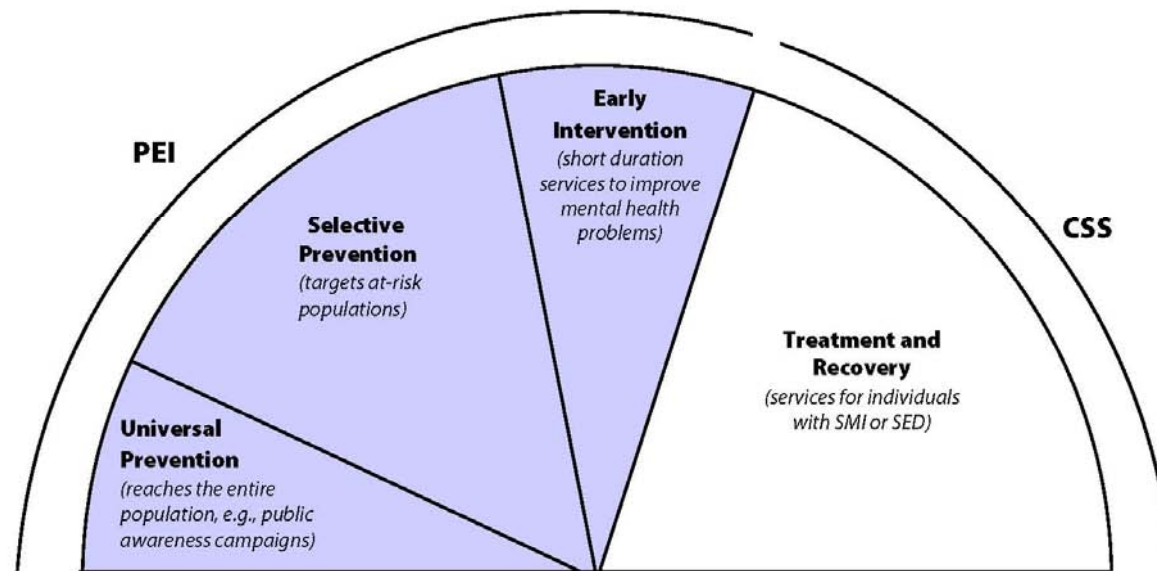 PEI
Early
Intervention
(short duration
services to improve
mental health
problems)
Selective
Prevention
(targets at-risk
populations)
CSS
Treatment and
Recovery
(services for individuals
with SMI or SED)
Universal
Prevention
(reaches the entire
population, e.g., public
awareness campaigns)